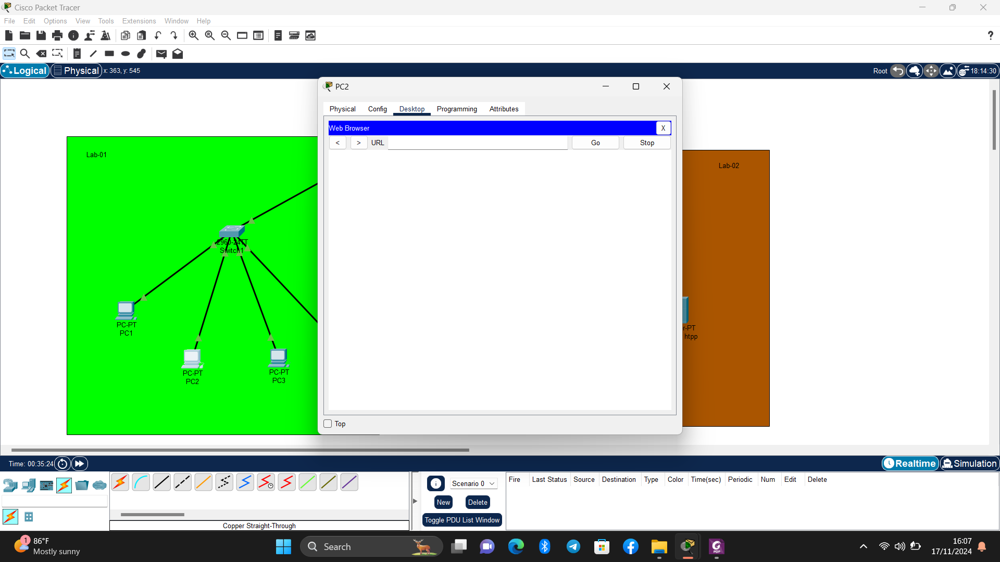 Cisco Packet Tracer
File Edit Options View Tools Extensions Window Help
?
Logical Physical x: 363, y: 545 Root 18:14:30
PC2
Physical Config Desktop Programming Attributes
Web Browser X
< > URL Go Stop
Top
Lab-01
2960-24TT
Switch1
PC-PT
PC1
PC-PT
PC2
PC-PT
PC3
Lab-02
r-PT
htpp
Time: 00:35:24 Realtime Simulation
Copper Straight-Through
Scenario 0
New Delete
Toggle PDU List Window
Fire Last Status Source Destination Type Color Time(sec) Periodic Num Edit Delete
1
86°F
Mostly sunny
Search
PDF
16:07
17/11/2024